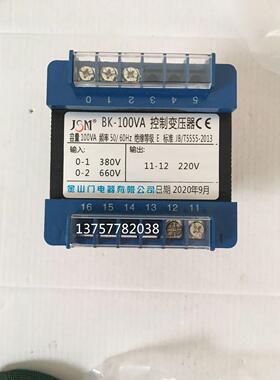 5 4 3 2 1 0
JSM® BK-100VA 控制变压器 CE
容量 100VA 频率 50/60Hz 绝缘等级 E 标准 JB/T5555-2013
输入: 输出:
0-1 380V 11-12 220V
0-2 660V
金山门电器有限公司 日期 2020年9月
16 15 14 13 12 11
13757782038